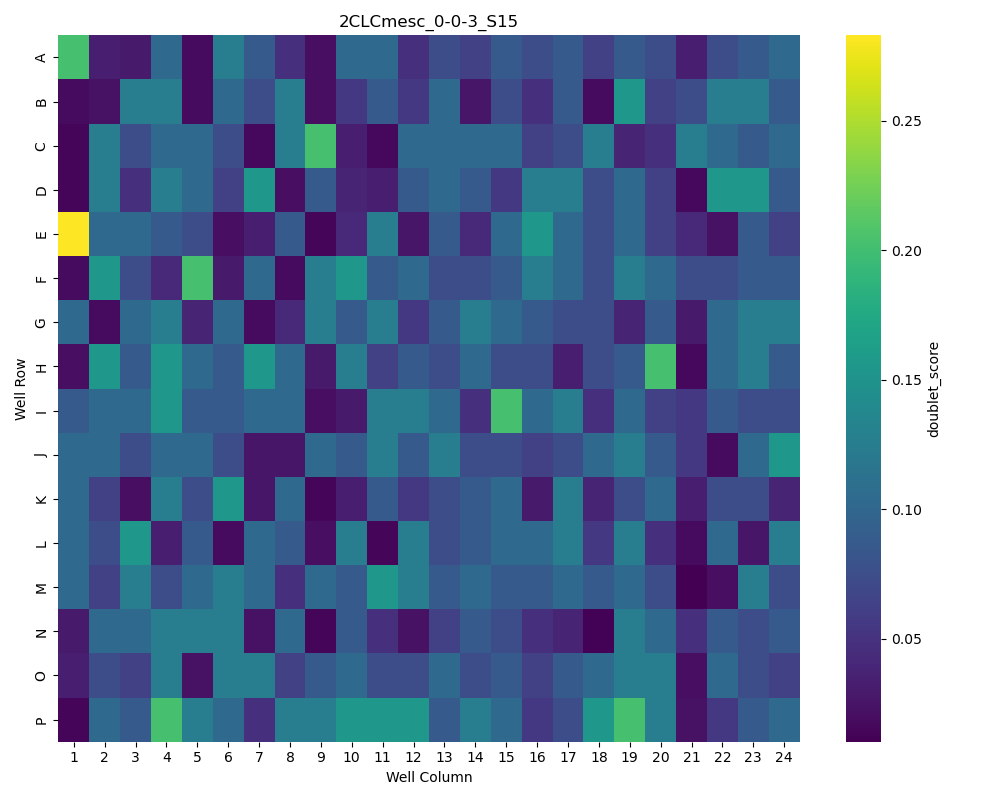 2CLCmesc_0-0-3_S15
A
B
C
D
E
F
G
H
I
J
K
L
M
N
O
P
Well Row
1 2 3 4 5 6 7 8 9 10 11 12 13 14 15 16 17 18 19 20 21 22 23 24
Well Column
0.25
0.20
0.15
0.10
0.05
doublet_score